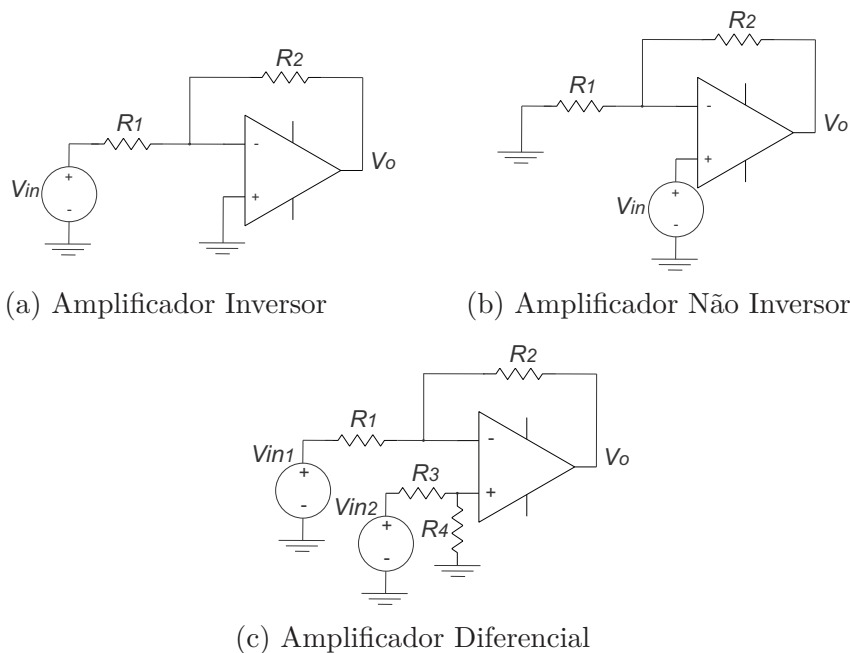 R2
R1
-
Vo
+
Vin
+
-
(a) Amplificador Inversor
R2
R1
-
Vo
+
Vin
+
-
(b) Amplificador Não Inversor
R2
R1
-
Vo
Vin1
+
-
R3
+
Vin2
R4
+
-
(c) Amplificador Diferencial